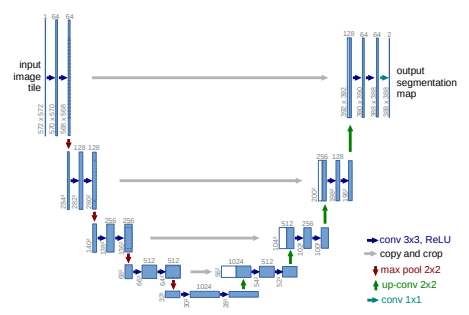 1 64 64
128 64 64 2
input
image
tile
output
segmentation
map
572 x 572
570 x 570
568 x 568
392 x 392
390 x 390
388 x 388
388 x 388
128 128
256 128
284²
282²
280²
200²
198²
196²
256 256
512 256
140²
138²
136²
104²
102²
100²
512 512
1024 512
68²
66²
64²
56²
54²
52²
1024
32²
30²
28²
conv 3x3, ReLU
copy and crop
max pool 2x2
up-conv 2x2
conv 1x1